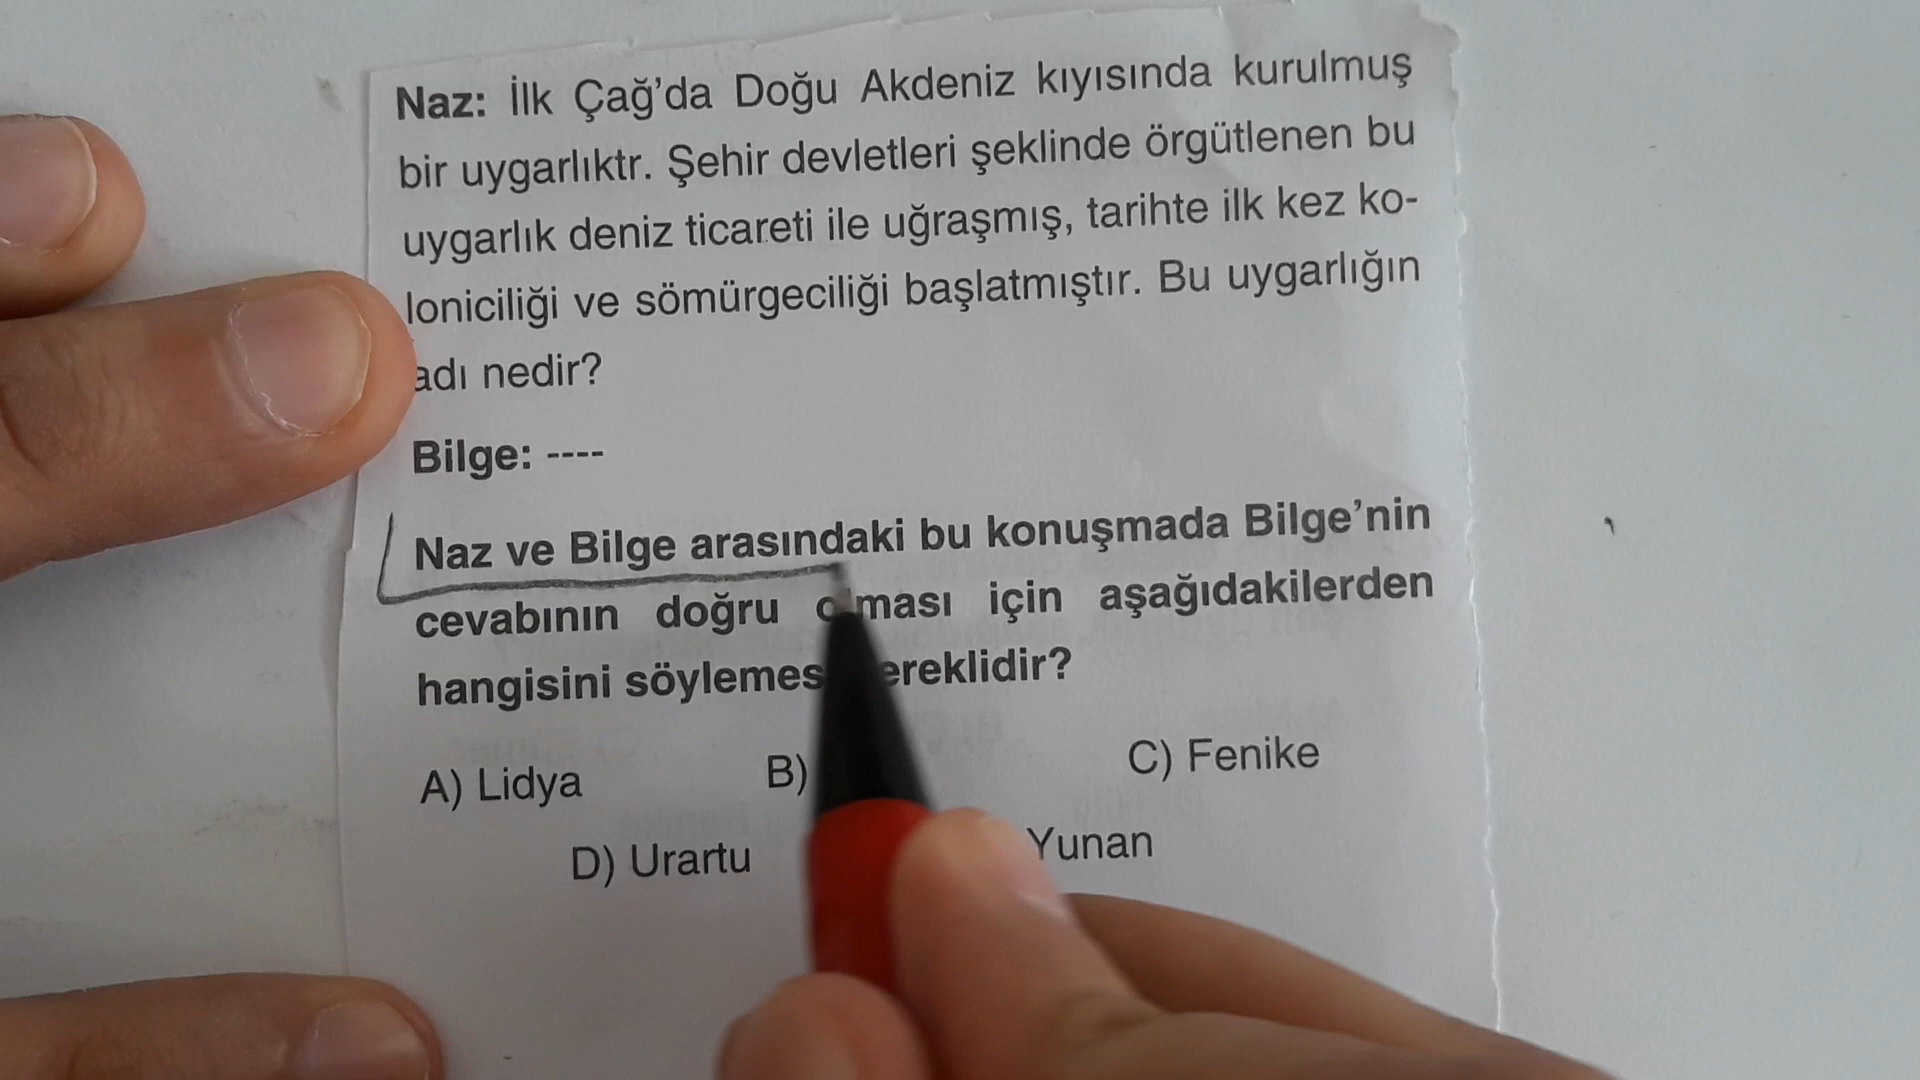 Naz: İlk Çağ'da Doğu Akdeniz kıyısında kurulmuş
bir uygarlıktr. Şehir devletleri şeklinde örgütlenen bu
uygarlık deniz ticareti ile uğraşmış, tarihte ilk kez ko-
loniciliği ve sömürgeciliği başlatmıştır. Bu uygarlığın
adı nedir?
Bilge: ----
Naz ve Bilge arasındaki bu konuşmada Bilge'nin
cevabının doğru olması için aşağıdakilerden
hangisini söylemes ereklidir?
A) Lidya B) C) Fenike
D) Urartu Yunan